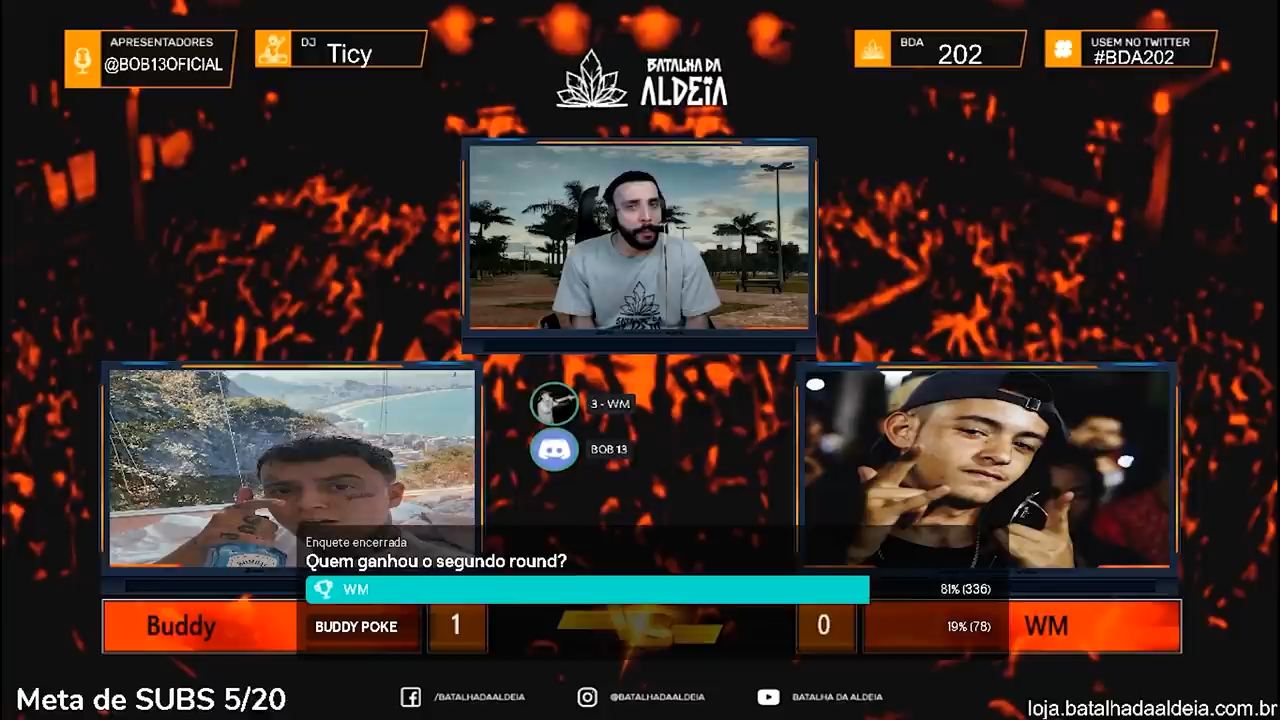 APRESENTADORES
@BOB13OFICIAL
DJ
Ticy
BATALHA DA
ALDEIA
BDA
202
USEM NO TWITTER
#BDA202
3 - WM
BOB 13
Enquete encerrada
Quem ganhou o segundo round?
WM
81% (336)
Buddy
BUDDY POKE
1
0
19% (78)
WM
Meta de SUBS 5/20
/BATALHADAALDEIA
@BATALHADAALDEIA
BATALHA DA ALDEIA
loja.batalhadaaldeia.com.br